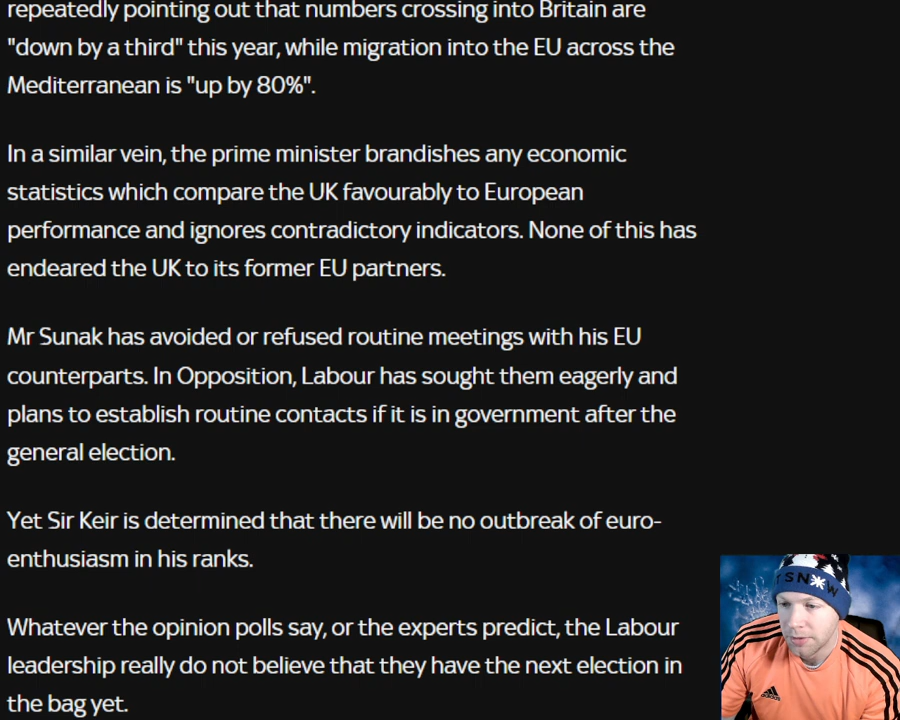 repeatedly pointing out that numbers crossing into Britain are
"down by a third" this year, while migration into the EU across the
Mediterranean is "up by 80%".
In a similar vein, the prime minister brandishes any economic
statistics which compare the UK favourably to European
performance and ignores contradictory indicators. None of this has
endeared the UK to its former EU partners.
Mr Sunak has avoided or refused routine meetings with his EU
counterparts. In Opposition, Labour has sought them eagerly and
plans to establish routine contacts if it is in government after the
general election.
Yet Sir Keir is determined that there will be no outbreak of euro-
enthusiasm in his ranks.
Whatever the opinion polls say, or the experts predict, the Labour
leadership really do not believe that they have the next election in
the bag yet.
T SN W
adidas